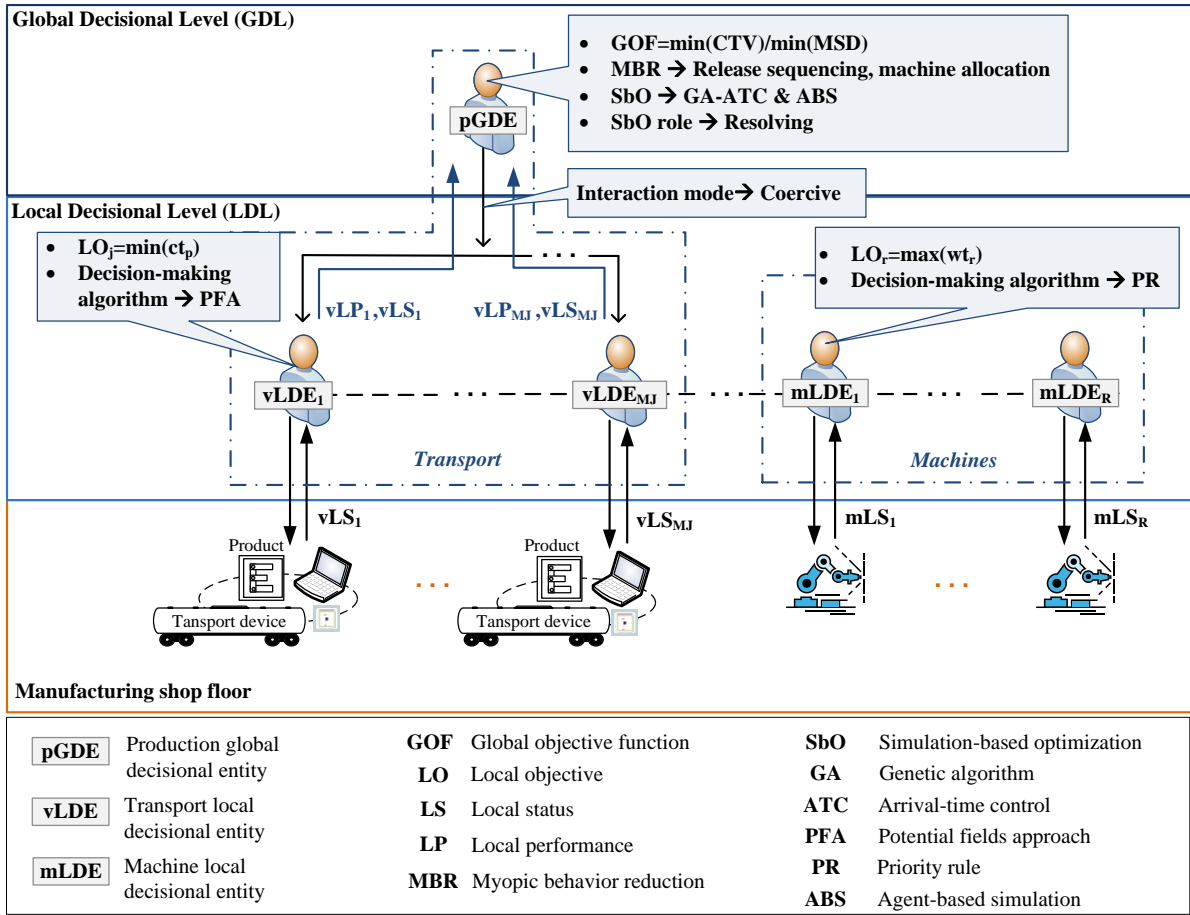 Global Decisional Level (GDL)
• GOF=min(CTV)/min(MSD)
• MBR → Release sequencing, machine allocation
• SbO → GA-ATC & ABS
• SbO role → Resolving
pGDE
Interaction mode→ Coercive
Local Decisional Level (LDL)
• LOj=min(ctp)
• Decision-making
algorithm → PFA
• LOr=max(wtr)
• Decision-making algorithm → PR
...
vLP1,vLS1
vLPMJ,vLSMJ
vLDE1
...
vLDEMJ
...
mLDE1
...
mLDER
Transport
Machines
vLS1
vLSMJ
mLS1
mLSR
Product
Tansport device
...
Product
Tansport device
...
Manufacturing shop floor
pGDE Production global
decisional entity
vLDE Transport local
decisional entity
mLDE Machine local
decisional entity
GOF Global objective function
LO Local objective
LS Local status
LP Local performance
MBR Myopic behavior reduction
SbO Simulation-based optimization
GA Genetic algorithm
ATC Arrival-time control
PFA Potential fields approach
PR Priority rule
ABS Agent-based simulation